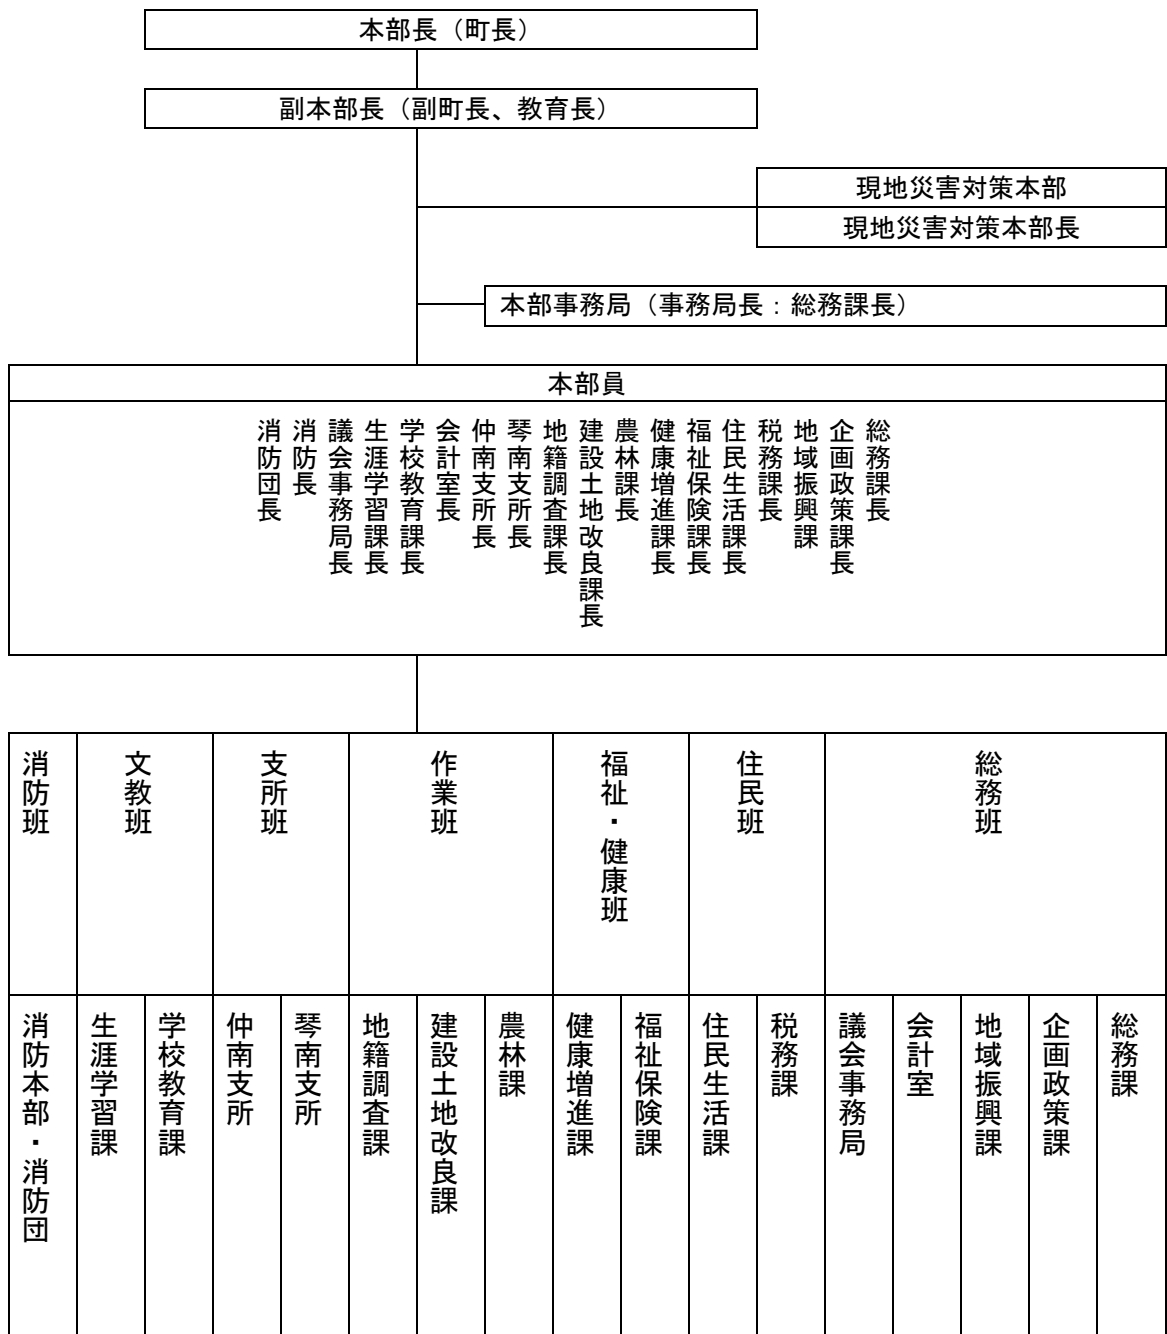 本部長（町長）
副本部長（副町長、教育長）
現地災害対策本部
現地災害対策本部長
本部事務局（事務局長：総務課長）
本部員
総務課長
企画政策課長
地域振興課
税務課長
住民生活課長
福祉保険課長
健康増進課長
農林課長
建設土地改良課長
地籍調査課長
琴南支所長
仲南支所長
会計室長
学校教育課長
生涯学習課長
議会事務局長
消防長
消防団長
総務班
住民班
福祉・健康班
作業班
支所班
文教班
消防班
総務課
企画政策課
地域振興課
会計室
議会事務局
税務課
住民生活課
福祉保険課
健康増進課
農林課
建設土地改良課
地籍調査課
琴南支所
仲南支所
学校教育課
生涯学習課
消防本部・消防団